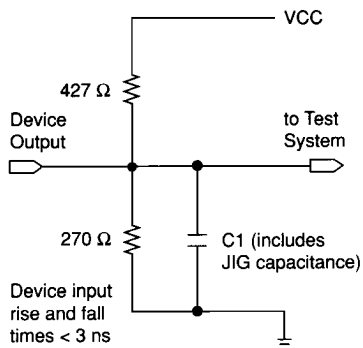 VCC
427 Ω
Device
Output
to Test
System
270 Ω
C1 (includes
JIG capacitance)
Device input
rise and fall
times < 3 ns